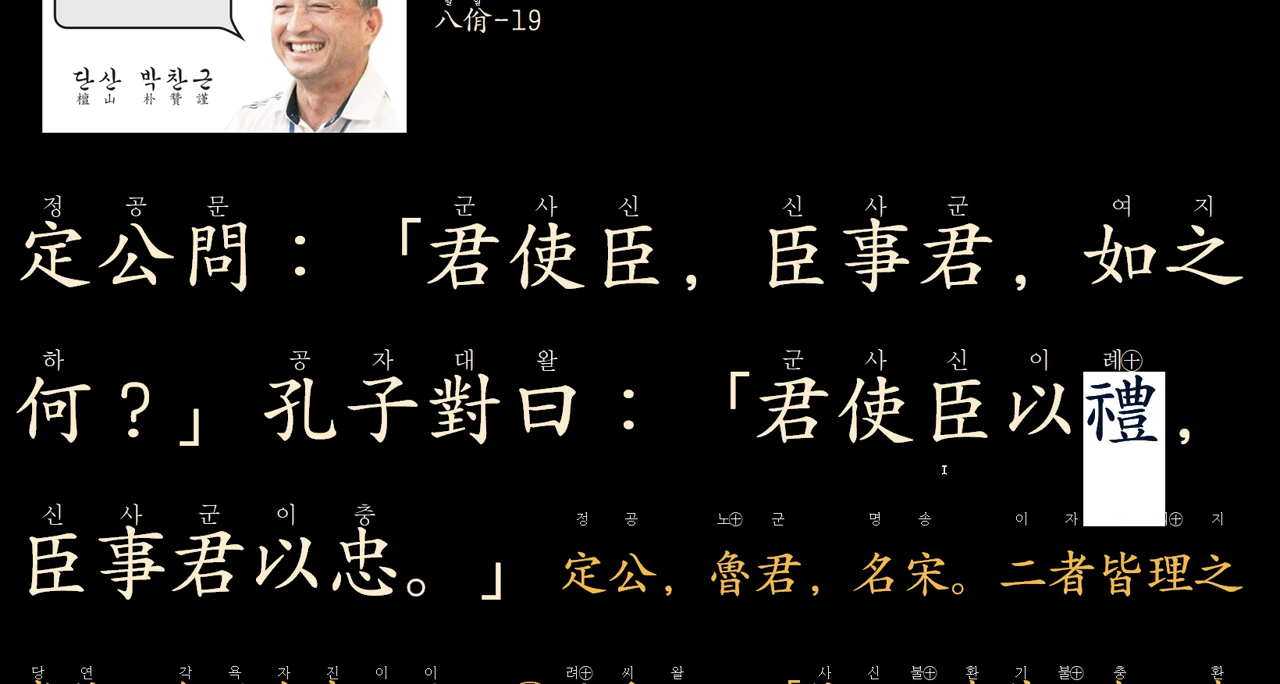 八佾-19
단산 박찬근
檀山 朴贊謹
정 공 문 군 사 신 신 사 군 여 지
定公問：「君使臣，臣事君，如之
하 공 자 대 왈 군 사 신 이 례㊉
何？」孔子對曰：「君使臣以禮，
신 사 군 이 충
臣事君以忠。」
정 공 노㊉ 군 명 송 이 자 지
定公，魯君，名宋。二者皆理之
당 연 각 욕 자 진 이 이 려㊉ 씨 왈 사 신 불㊉ 환 기 불㊉ 충 환